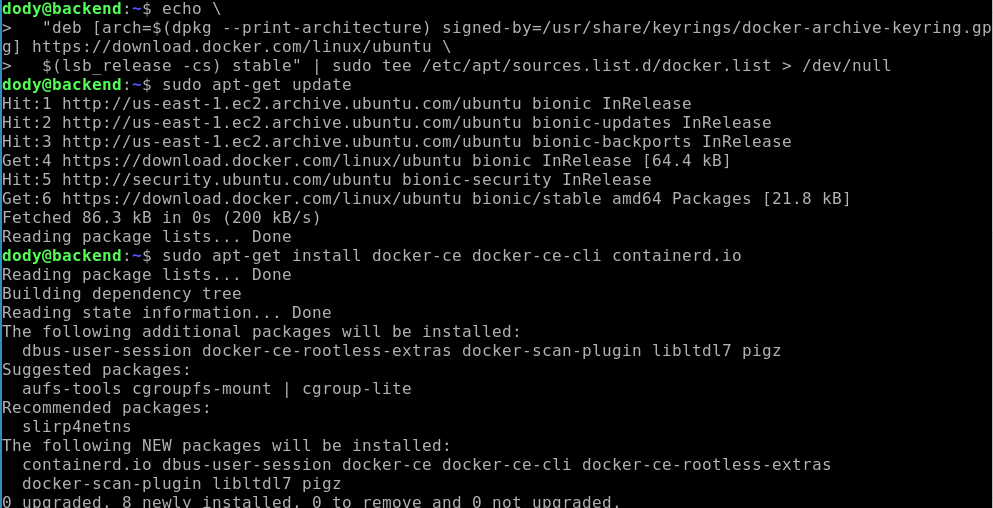 dody@backend:~$ echo \
>   "deb [arch=$(dpkg --print-architecture) signed-by=/usr/share/keyrings/docker-archive-keyring.gp
g] https://download.docker.com/linux/ubuntu \
>   $(lsb_release -cs) stable" | sudo tee /etc/apt/sources.list.d/docker.list > /dev/null
dody@backend:~$ sudo apt-get update
Hit:1 http://us-east-1.ec2.archive.ubuntu.com/ubuntu bionic InRelease
Hit:2 http://us-east-1.ec2.archive.ubuntu.com/ubuntu bionic-updates InRelease
Hit:3 http://us-east-1.ec2.archive.ubuntu.com/ubuntu bionic-backports InRelease
Get:4 https://download.docker.com/linux/ubuntu bionic InRelease [64.4 kB]
Hit:5 http://security.ubuntu.com/ubuntu bionic-security InRelease
Get:6 https://download.docker.com/linux/ubuntu bionic/stable amd64 Packages [21.8 kB]
Fetched 86.3 kB in 0s (200 kB/s)
Reading package lists... Done
dody@backend:~$ sudo apt-get install docker-ce docker-ce-cli containerd.io
Reading package lists... Done
Building dependency tree
Reading state information... Done
The following additional packages will be installed:
  dbus-user-session docker-ce-rootless-extras docker-scan-plugin libltdl7 pigz
Suggested packages:
  aufs-tools cgroupfs-mount | cgroup-lite
Recommended packages:
  slirp4netns
The following NEW packages will be installed:
  containerd.io dbus-user-session docker-ce docker-ce-cli docker-ce-rootless-extras
  docker-scan-plugin libltdl7 pigz
0 upgraded, 8 newly installed, 0 to remove and 0 not upgraded.